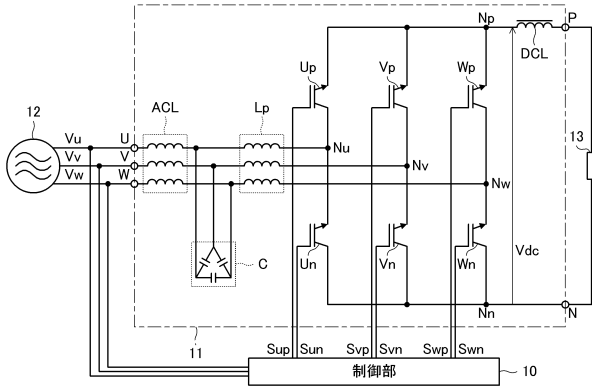 Np
P
DCL
Up
Vp
Wp
12
ACL
Lp
Vu
U
Vv
V
Vw
W
Nu
Nv
Nw
13
Un
Vn
Wn
Vdc
C
Nn
N
11
Sup Sun
Svp Svn
Swp Swn
制御部
10